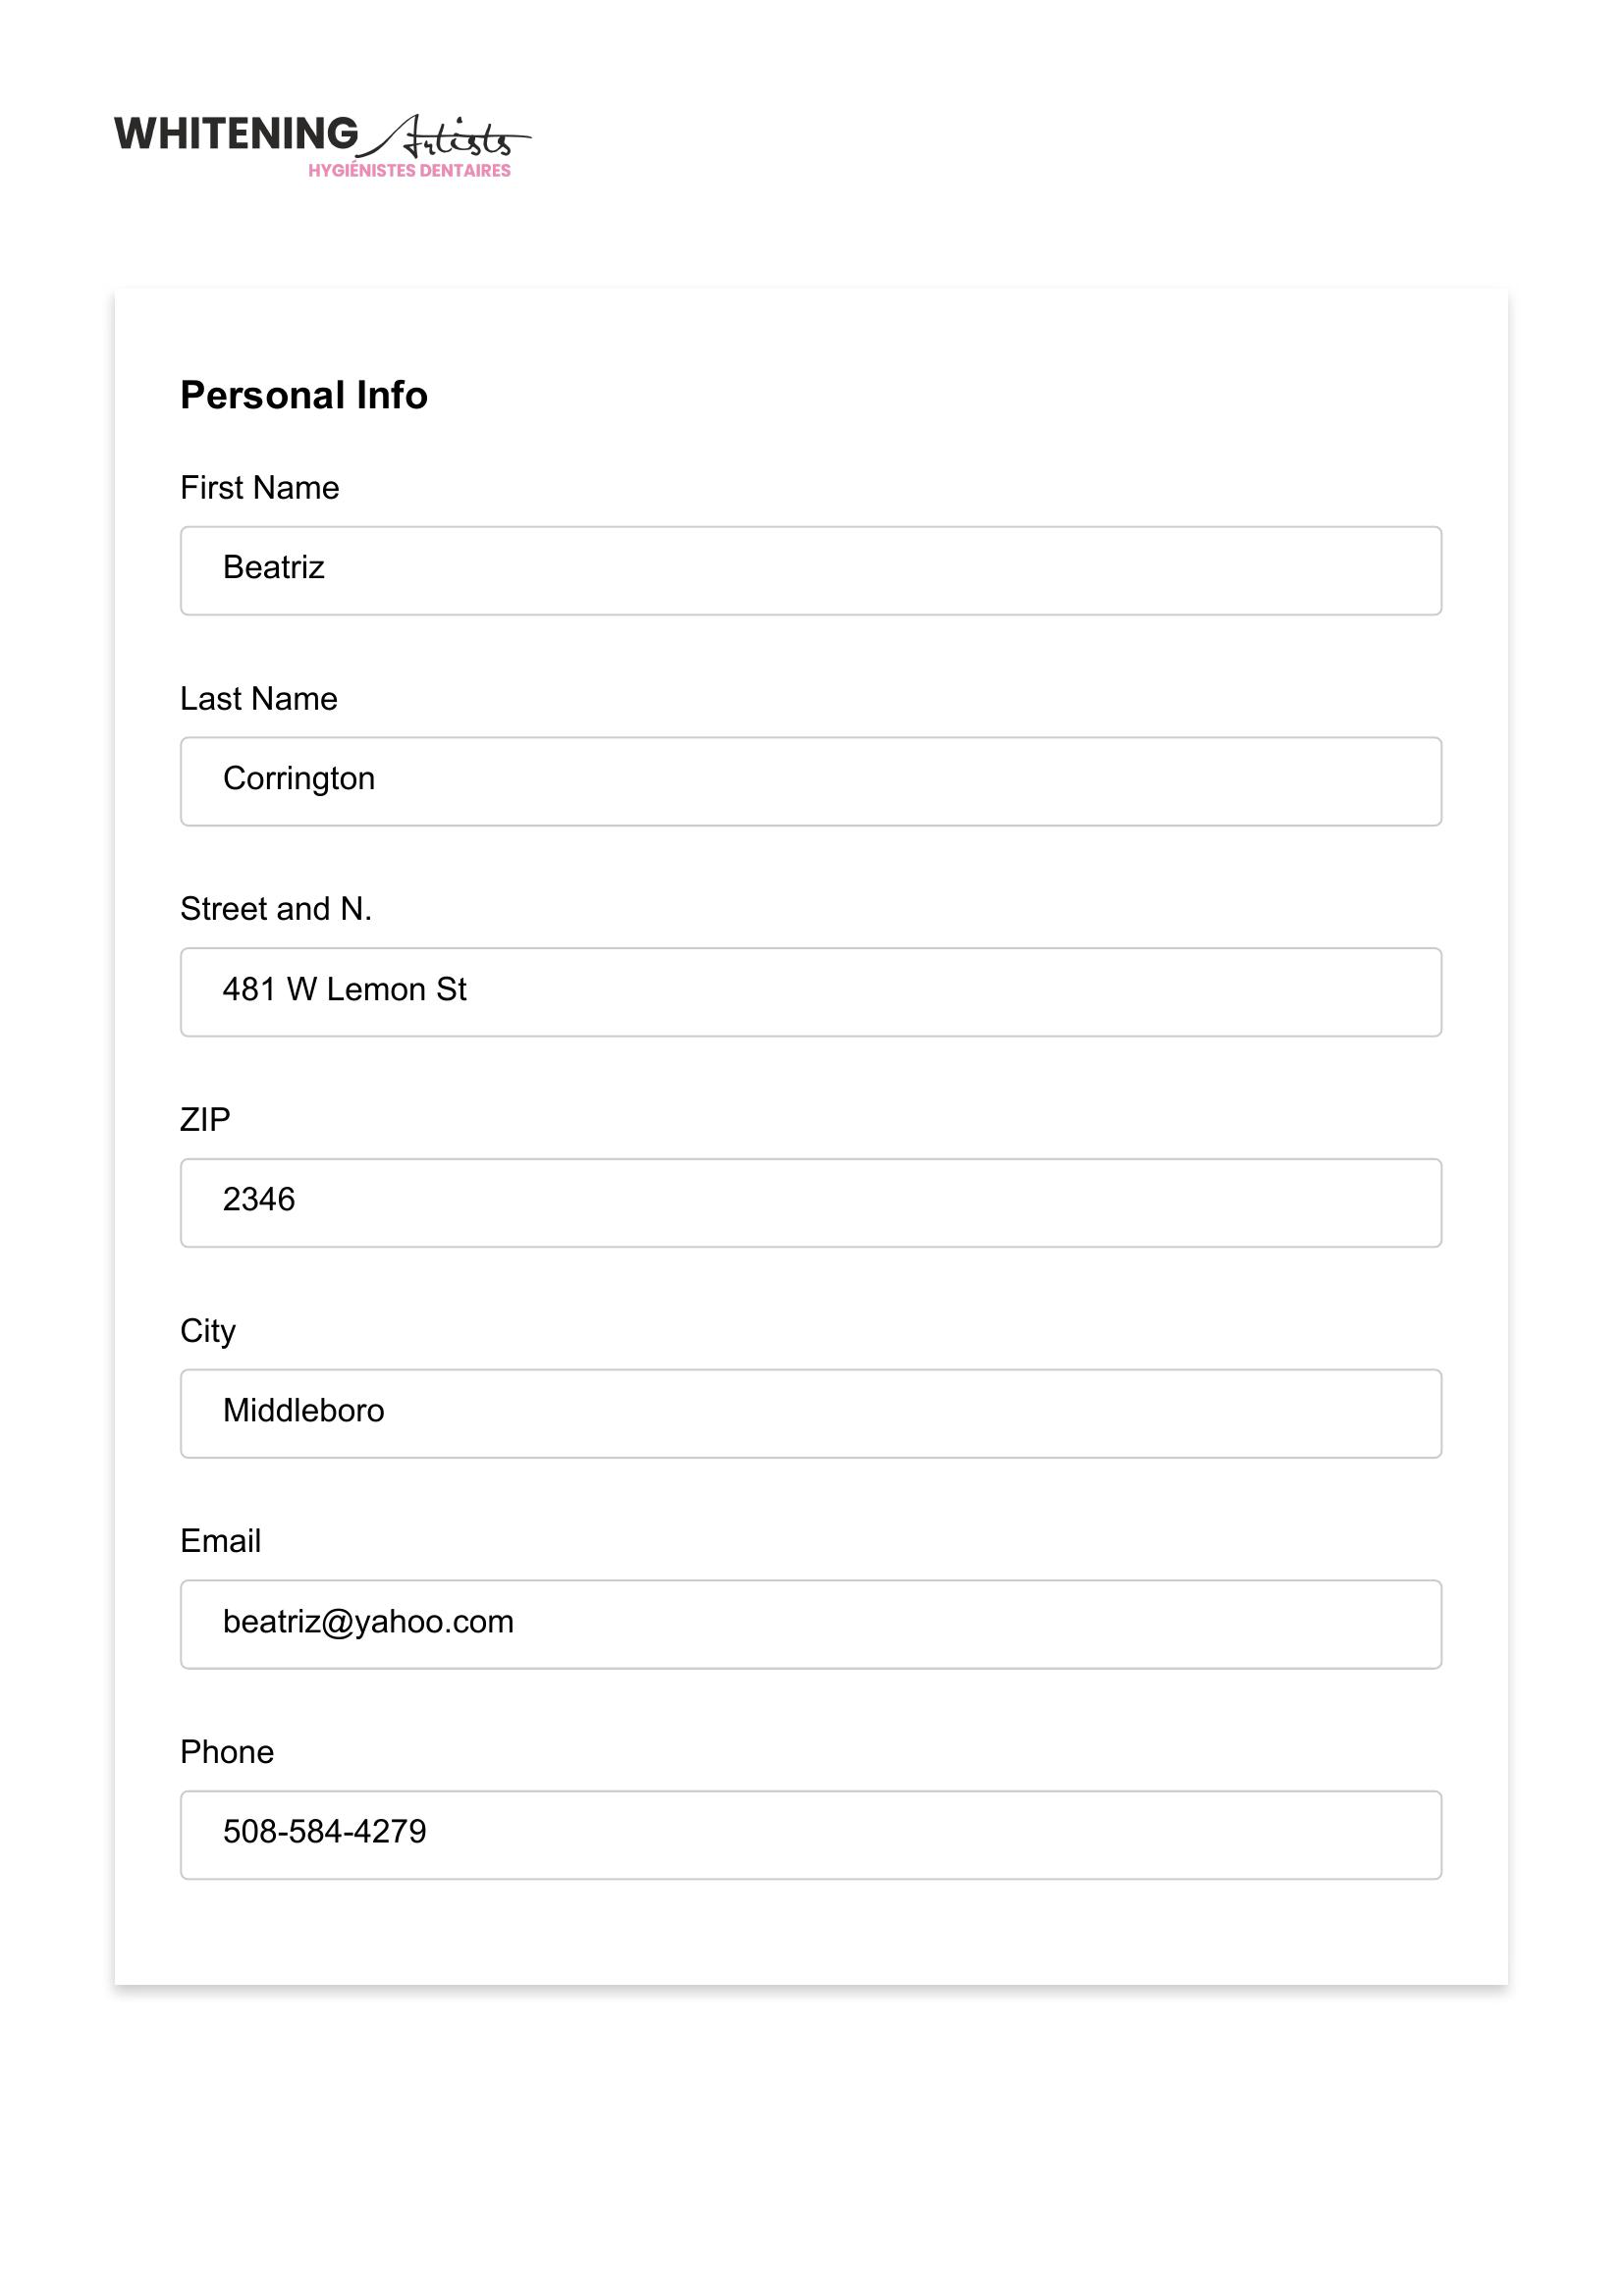 WHITENING Artists
HYGIÉNISTES DENTAIRES
Personal Info
First Name
Beatriz
Last Name
Corrington
Street and N.
481 W Lemon St
ZIP
2346
City
Middleboro
Email
beatriz@yahoo.com
Phone
508-584-4279